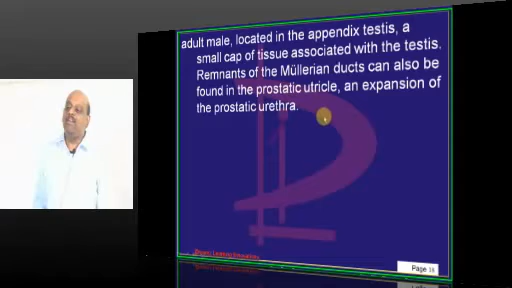 adult male, located in the appendix testis, a
small cap of tissue associated with the testis.
Remnants of the Müllerian ducts can also be
found in the prostatic utricle, an expansion of
the prostatic urethra.
Page 18